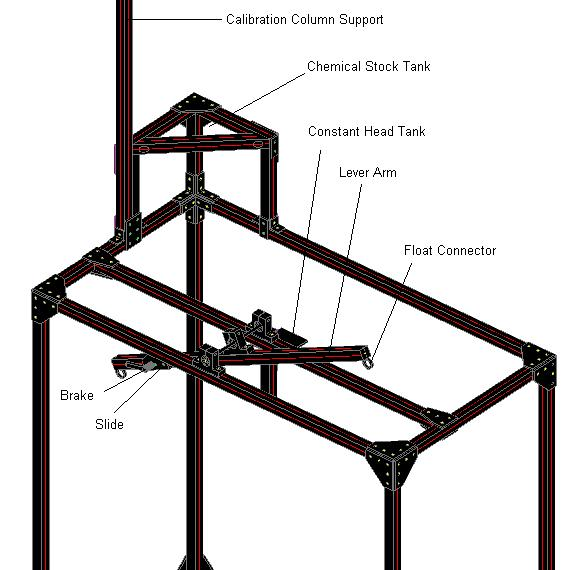 Calibration Column Support
Chemical Stock Tank
Constant Head Tank
Lever Arm
Float Connector
Brake
Slide